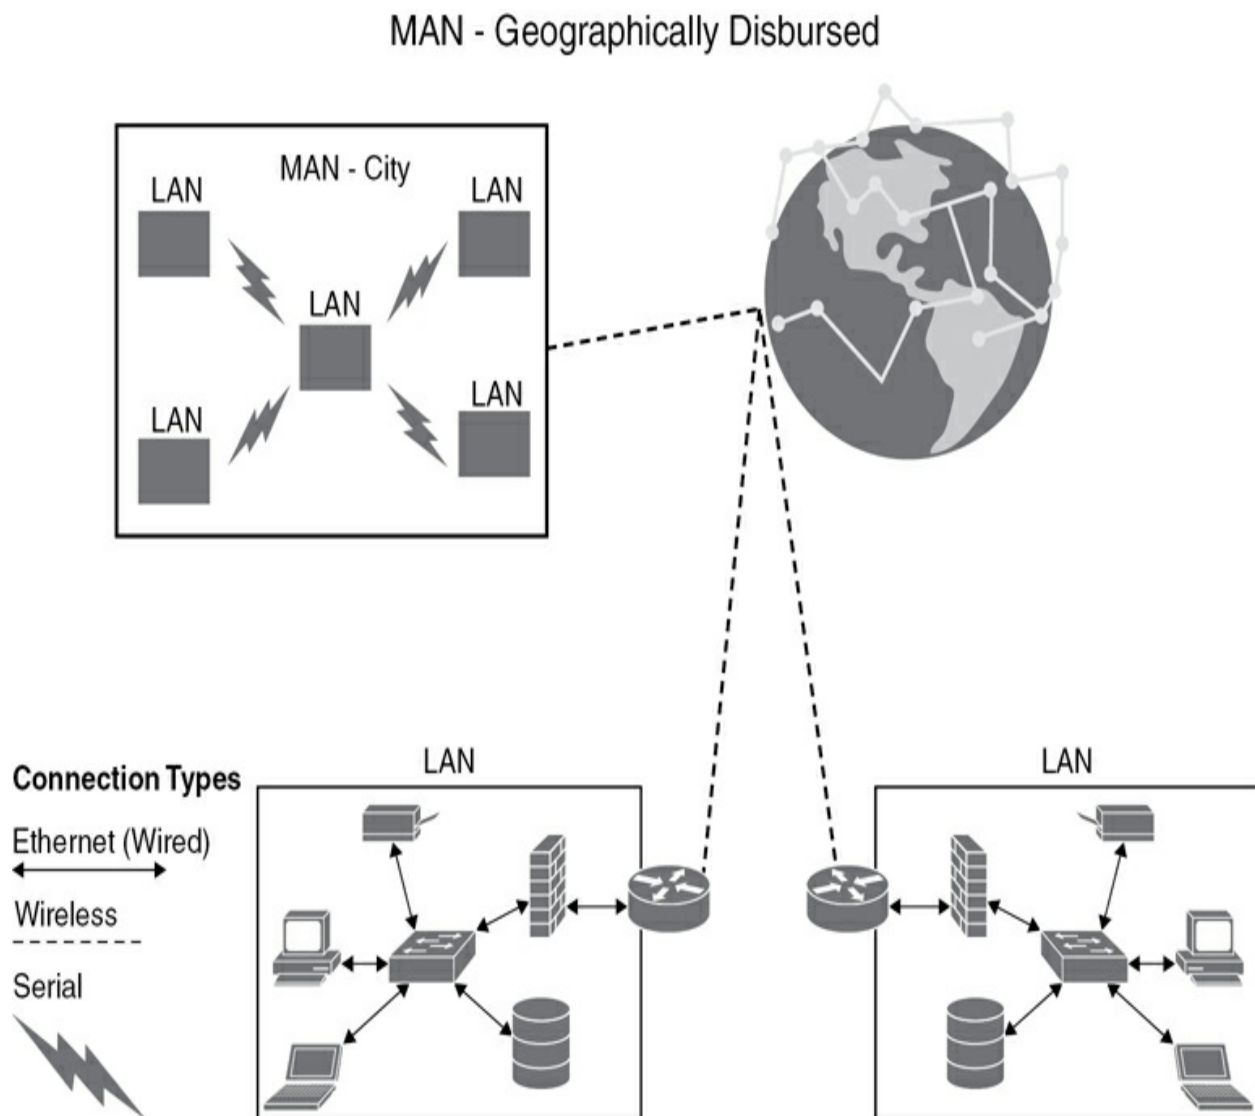 MAN - Geographically Disbursed
MAN - City
LAN
LAN
LAN
LAN
LAN
LAN
LAN
Connection Types
Ethernet (Wired)
Wireless
Serial